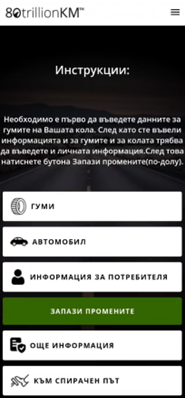 80trillionKM™
Инструкции:
Необходимо е първо да въведете данните за
гумите на Вашата кола. След като сте въвели
информацията и за гумите и за колата трябва
да въведете и личната информация.След това
натиснете бутона Запази промените(по-долу).
ГУМИ
АВТОМОБИЛ
ИНФОРМАЦИЯ ЗА ПОТРЕБИТЕЛЯ
ЗАПАЗИ ПРОМЕНИТЕ
ОЩЕ ИНФОРМАЦИЯ
КЪМ СПИРАЧЕН ПЪТ